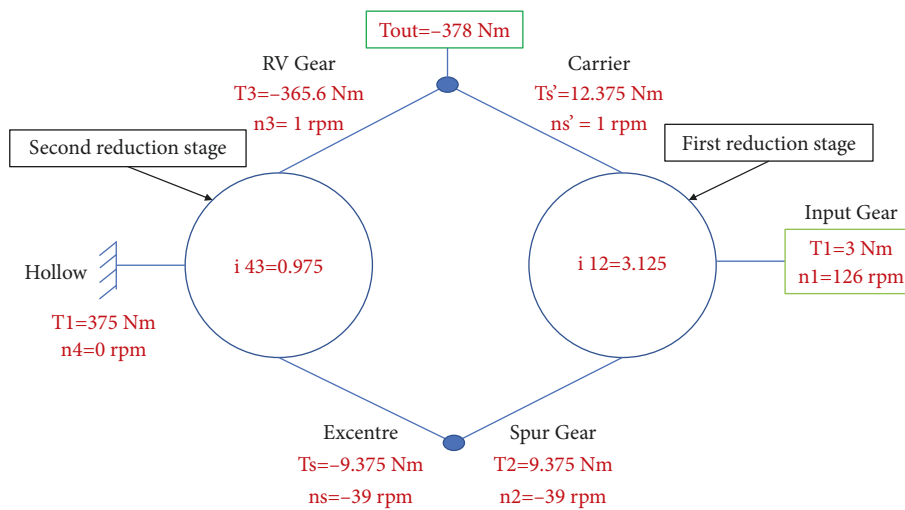 Tout=–378 Nm
RV Gear
T3=–365.6 Nm
n3= 1 rpm
Carrier
Ts’=12.375 Nm
ns’ = 1 rpm
Second reduction stage
First reduction stage
Input Gear
T1=3 Nm
n1=126 rpm
Hollow
T1=375 Nm
n4=0 rpm
i 43=0.975
i 12=3.125
Excentre
Ts=–9.375 Nm
ns=–39 rpm
Spur Gear
T2=9.375 Nm
n2=–39 rpm